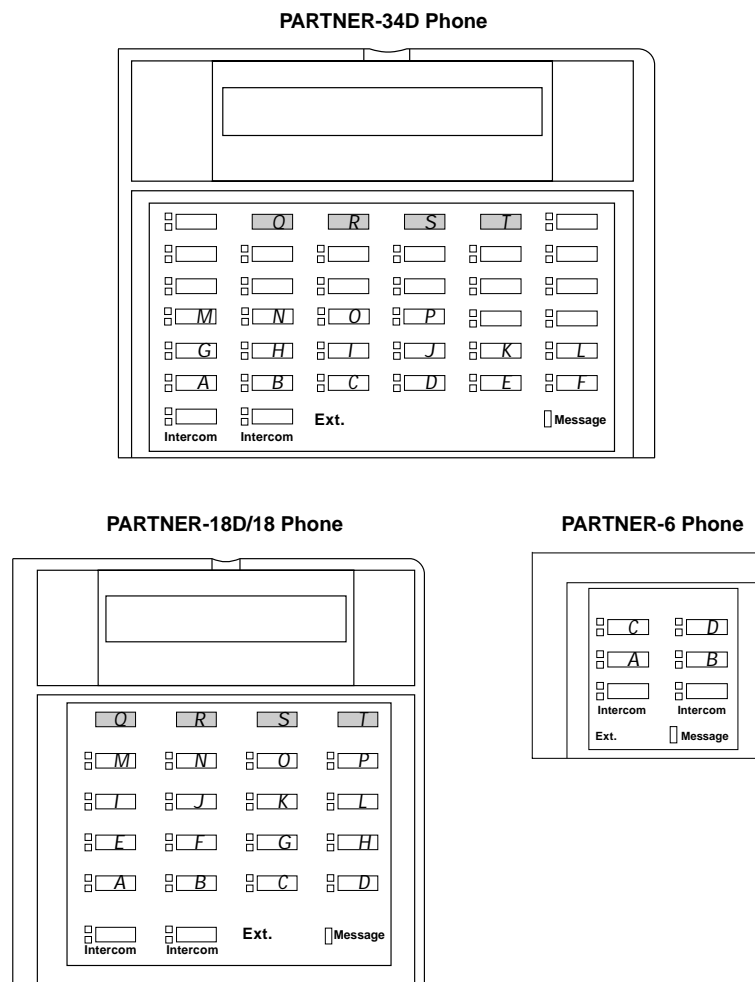 PARTNER-34D Phone
Q R S T
M N O P
G H I J K L
A B C D E F
Ext. Message
Intercom Intercom
PARTNER-18D/18 Phone
Q R S T
M N O P
I J K L
E F G H
A B C D
Ext. Message
Intercom Intercom
PARTNER-6 Phone
C D
A B
Intercom Intercom
Ext. Message